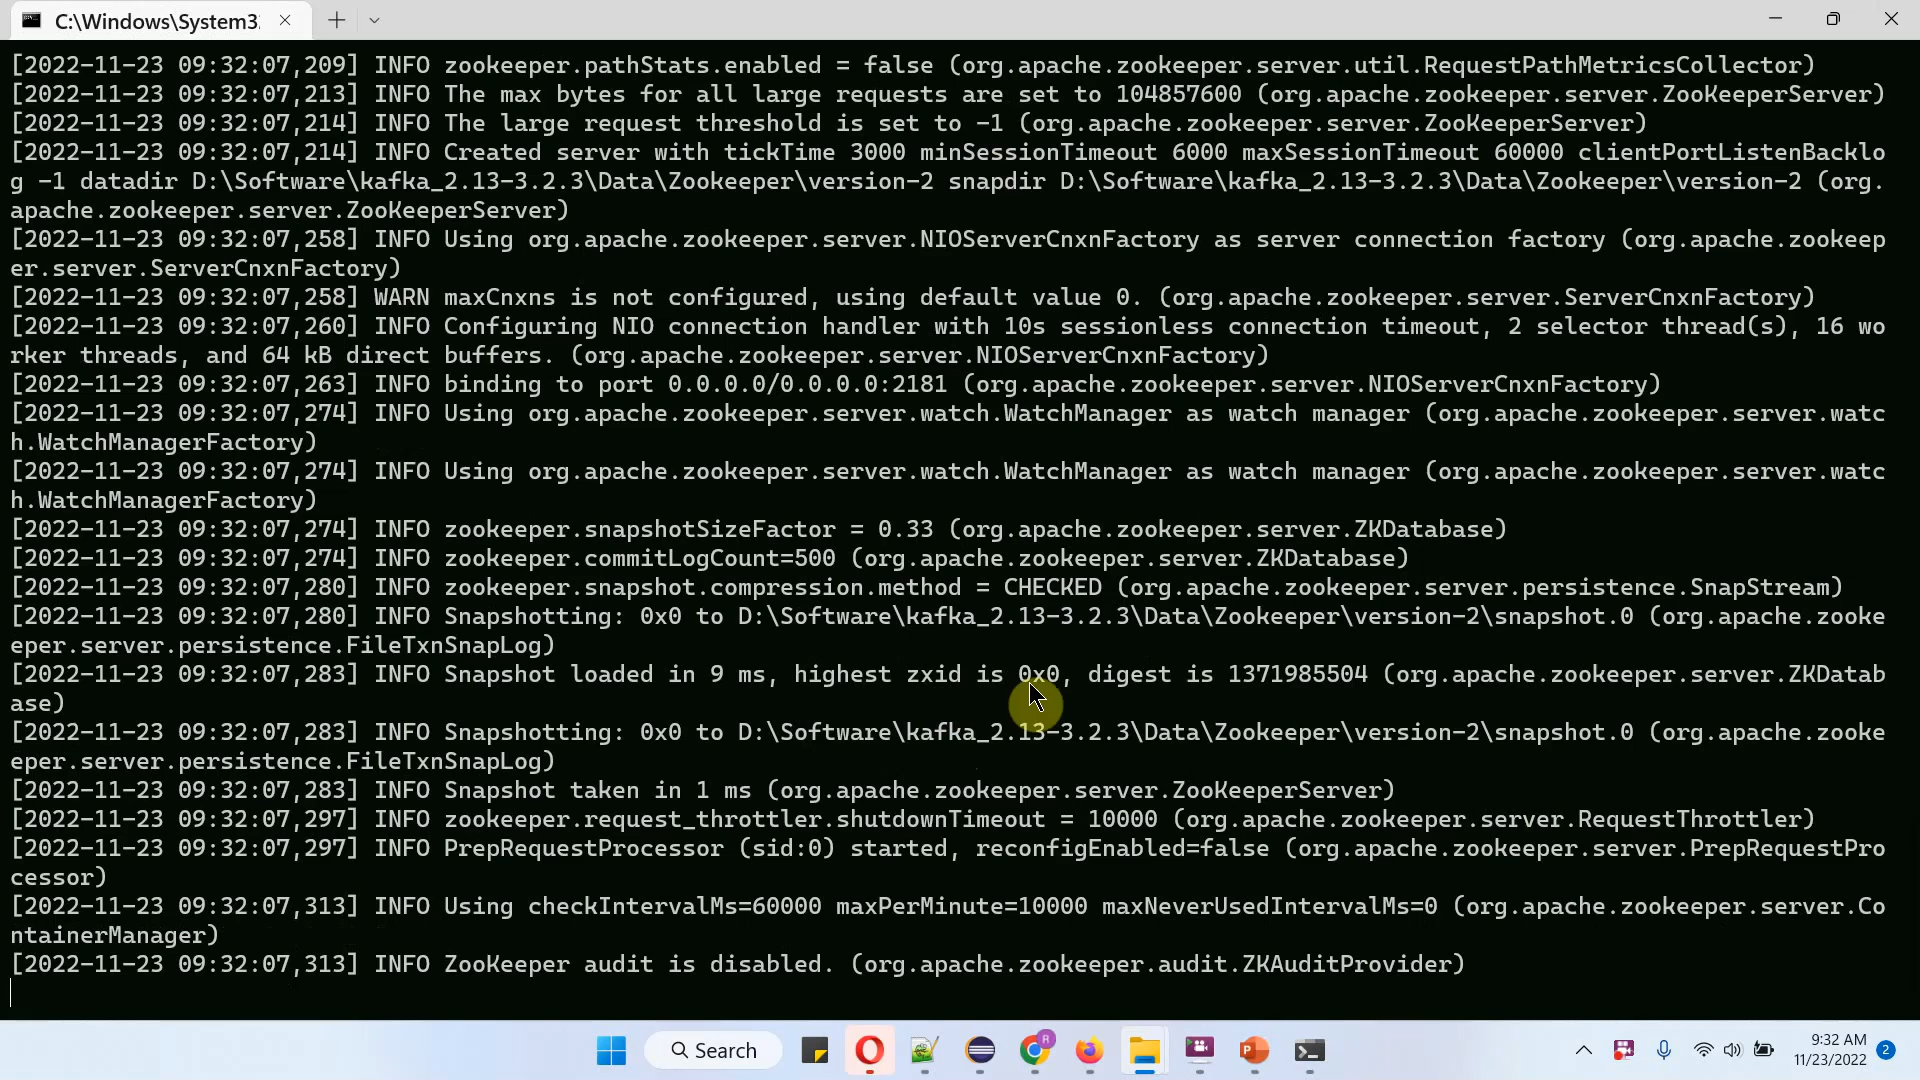 C:\Windows\System3
[2022-11-23 09:32:07,209] INFO zookeeper.pathStats.enabled = false (org.apache.zookeeper.server.util.RequestPathMetricsCollector)
[2022-11-23 09:32:07,213] INFO The max bytes for all large requests are set to 104857600 (org.apache.zookeeper.server.ZooKeeperServer)
[2022-11-23 09:32:07,214] INFO The large request threshold is set to -1 (org.apache.zookeeper.server.ZooKeeperServer)
[2022-11-23 09:32:07,214] INFO Created server with tickTime 3000 minSessionTimeout 6000 maxSessionTimeout 60000 clientPortListenBacklo
g -1 datadir D:\Software\kafka_2.13-3.2.3\Data\Zookeeper\version-2 snapdir D:\Software\kafka_2.13-3.2.3\Data\Zookeeper\version-2 (org.
apache.zookeeper.server.ZooKeeperServer)
[2022-11-23 09:32:07,258] INFO Using org.apache.zookeeper.server.NIOServerCnxnFactory as server connection factory (org.apache.zookeep
er.server.ServerCnxnFactory)
[2022-11-23 09:32:07,258] WARN maxCnxns is not configured, using default value 0. (org.apache.zookeeper.server.ServerCnxnFactory)
[2022-11-23 09:32:07,260] INFO Configuring NIO connection handler with 10s sessionless connection timeout, 2 selector thread(s), 16 wo
rker threads, and 64 kB direct buffers. (org.apache.zookeeper.server.NIOServerCnxnFactory)
[2022-11-23 09:32:07,263] INFO binding to port 0.0.0.0/0.0.0.0:2181 (org.apache.zookeeper.server.NIOServerCnxnFactory)
[2022-11-23 09:32:07,274] INFO Using org.apache.zookeeper.server.watch.WatchManager as watch manager (org.apache.zookeeper.server.watc
h.WatchManagerFactory)
[2022-11-23 09:32:07,274] INFO Using org.apache.zookeeper.server.watch.WatchManager as watch manager (org.apache.zookeeper.server.watc
h.WatchManagerFactory)
[2022-11-23 09:32:07,274] INFO zookeeper.snapshotSizeFactor = 0.33 (org.apache.zookeeper.server.ZKDatabase)
[2022-11-23 09:32:07,274] INFO zookeeper.commitLogCount=500 (org.apache.zookeeper.server.ZKDatabase)
[2022-11-23 09:32:07,280] INFO zookeeper.snapshot.compression.method = CHECKED (org.apache.zookeeper.server.persistence.SnapStream)
[2022-11-23 09:32:07,280] INFO Snapshotting: 0x0 to D:\Software\kafka_2.13-3.2.3\Data\Zookeeper\version-2\snapshot.0 (org.apache.zooke
eper.server.persistence.FileTxnSnapLog)
[2022-11-23 09:32:07,283] INFO Snapshot loaded in 9 ms, highest zxid is 0x0, digest is 1371985504 (org.apache.zookeeper.server.ZKDatab
ase)
[2022-11-23 09:32:07,283] INFO Snapshotting: 0x0 to D:\Software\kafka_2.13-3.2.3\Data\Zookeeper\version-2\snapshot.0 (org.apache.zooke
eper.server.persistence.FileTxnSnapLog)
[2022-11-23 09:32:07,283] INFO Snapshot taken in 1 ms (org.apache.zookeeper.server.ZooKeeperServer)
[2022-11-23 09:32:07,297] INFO zookeeper.request_throttler.shutdownTimeout = 10000 (org.apache.zookeeper.server.RequestThrottler)
[2022-11-23 09:32:07,297] INFO PrepRequestProcessor (sid:0) started, reconfigEnabled=false (org.apache.zookeeper.server.PrepRequestPro
cessor)
[2022-11-23 09:32:07,313] INFO Using checkIntervalMs=60000 maxPerMinute=10000 maxNeverUsedIntervalMs=0 (org.apache.zookeeper.server.Co
ntainerManager)
[2022-11-23 09:32:07,313] INFO ZooKeeper audit is disabled. (org.apache.zookeeper.audit.ZKAuditProvider)
Search
R
9:32 AM
11/23/2022
2